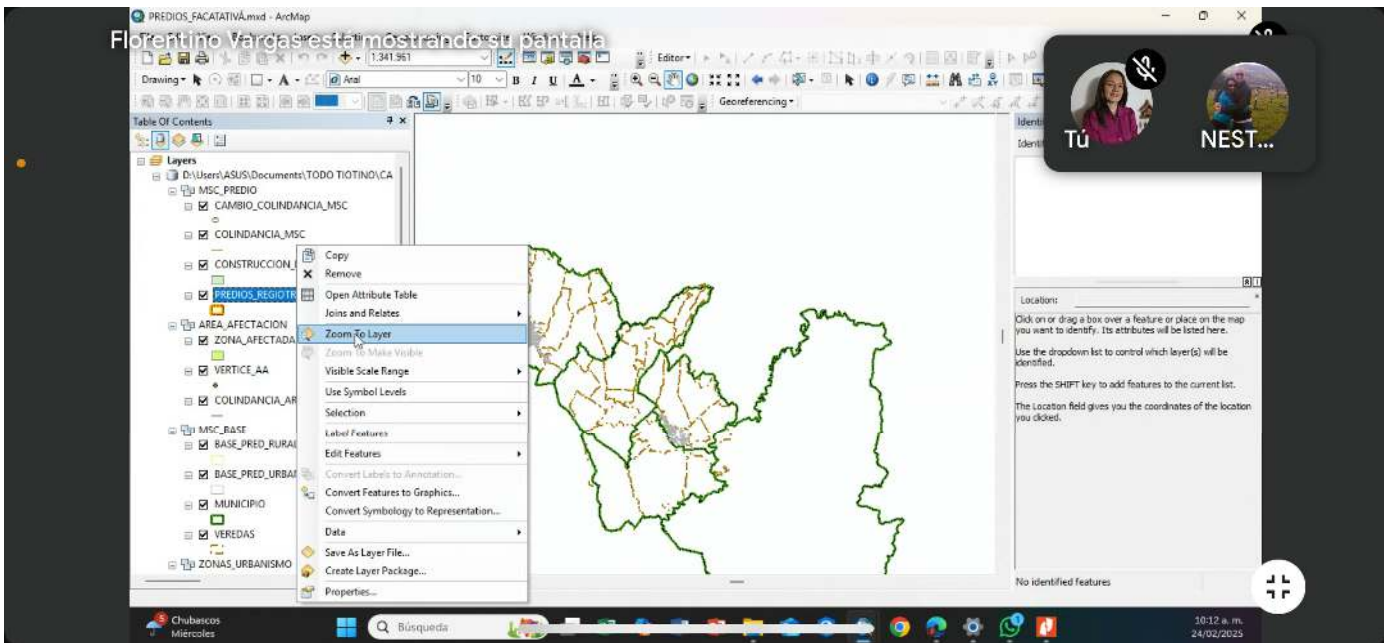 PREDIOS_FACATATIVÁ.mxd - ArcMap
Florentino Vargas está mostrando su pantalla
1:1.341.961
Editor
Drawing
Arial
10
B I U A
Georeferencing
Table Of Contents
Layers
D:\Users\ASUS\Documents\TODO TIOTINO\CA
MSC_PREDIO
CAMBIO_COLINDANCIA_MSC
COLINDANCIA_MSC
CONSTRUCCION_
PREDIOS_REGIOTR
AREA_AFECTACION
ZONA_AFECTADA
VERTICE_AA
COLINDANCIA_AR
MSC_BASE
BASE_PRED_RURAL
BASE_PRED_URBA
MUNICIPIO
VEREDAS
ZONAS_URBANISMO
Copy
Remove
Open Attribute Table
Joins and Relates
Zoom To Layer
Zoom To Make Visible
Visible Scale Range
Use Symbol Levels
Selection
Label Features
Edit Features
Convert Labels to Annotation...
Convert Features to Graphics...
Convert Symbology to Representation...
Data
Save As Layer File...
Create Layer Package...
Properties...
Identi
Identi
Tú
NEST...
Location:
Click on or drag a box over a feature or place on the map
you want to identify. Its attributes will be listed here.
Use the dropdown list to control which layer(s) will be
identified.
Press the SHIFT key to add features to the current list.
The Location field gives you the coordinates of the location
you clicked.
No identified features
5
Chubascos
Miércoles
Búsqueda
10:12 a. m.
24/02/2025